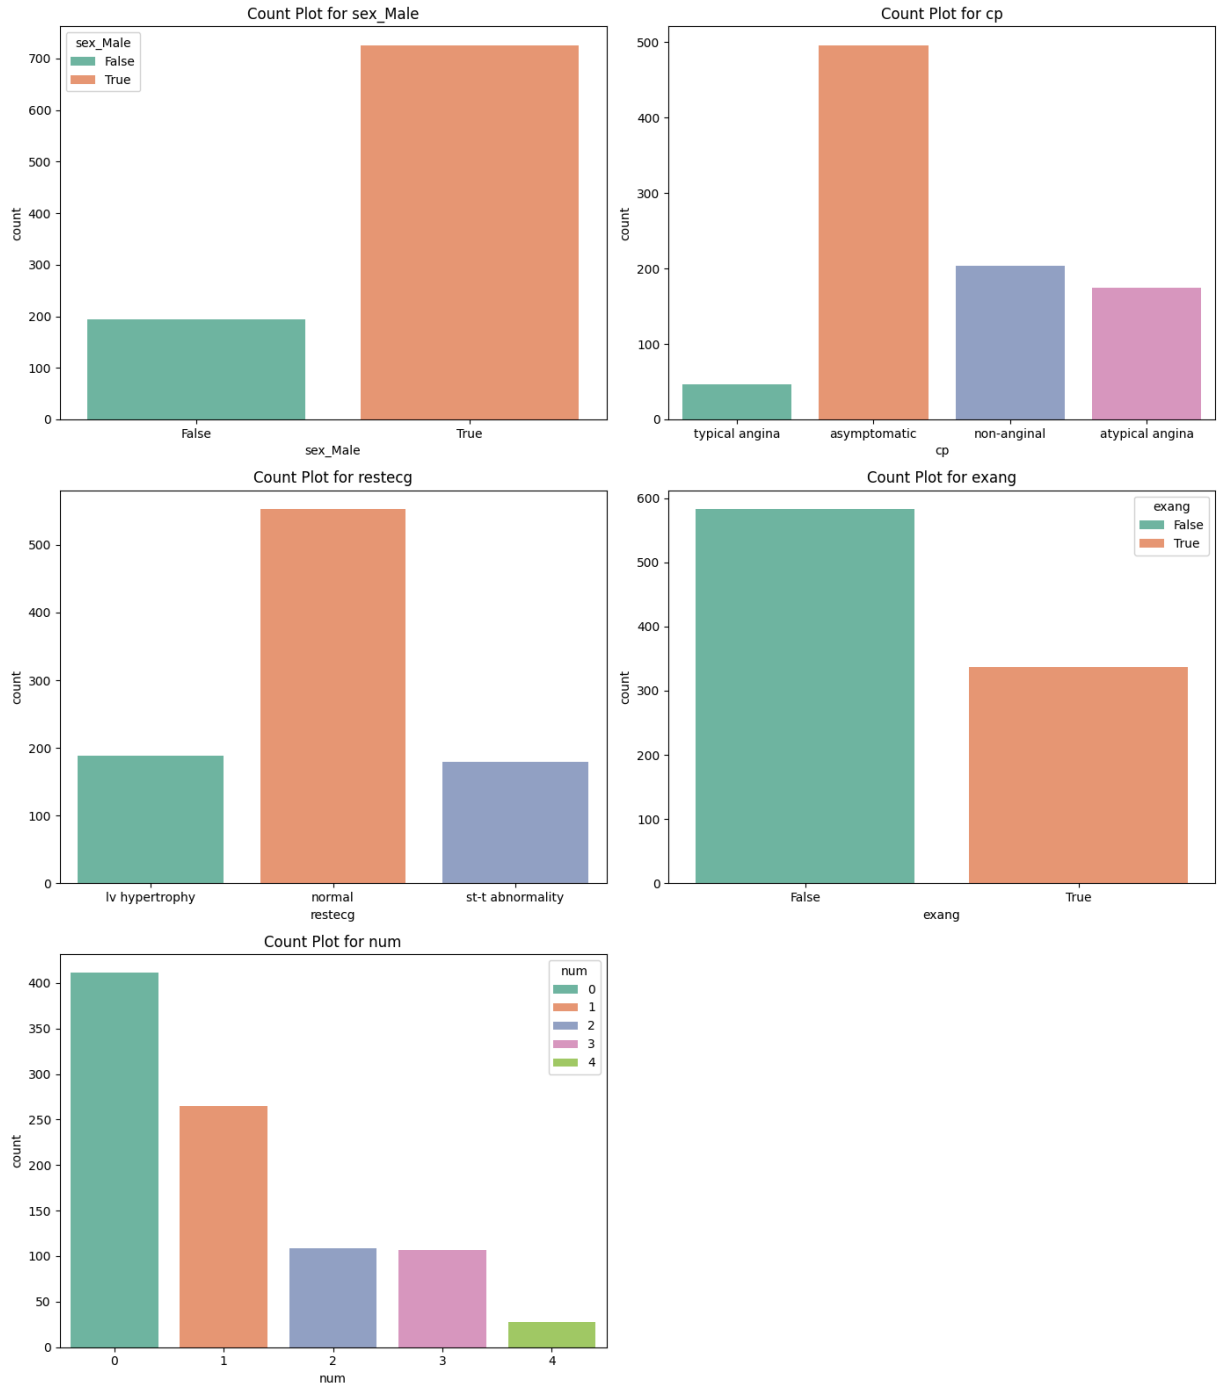 Count Plot for sex_Male
sex_Male
False
True
700
600
500
400
300
200
100
0
count
False True
sex_Male
Count Plot for cp
500
400
300
200
100
0
count
typical angina asymptomatic non-anginal atypical angina
cp
Count Plot for restecg
500
400
300
200
100
0
count
lv hypertrophy normal st-t abnormality
restecg
Count Plot for exang
exang
False
True
600
500
400
300
200
100
0
count
False True
exang
Count Plot for num
num
0
1
2
3
4
400
350
300
250
200
150
100
50
0
count
0 1 2 3 4
num